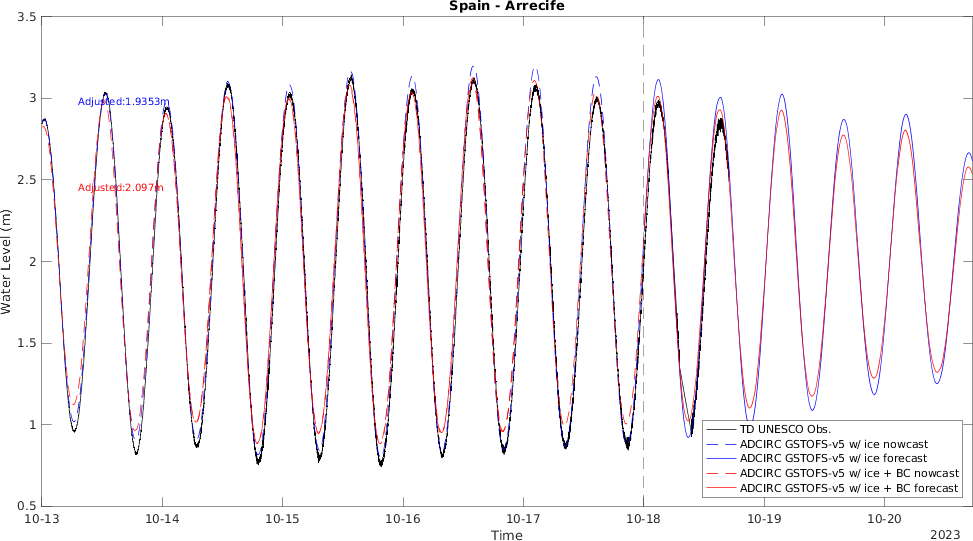 Spain - Arrecife
3.5
3
2.5
2
1.5
1
0.5
Water Level (m)
Adjusted:1.9353m
Adjusted:2.097m
TD UNESCO Obs.
ADCIRC GSTOFS-v5 w/ ice nowcast
ADCIRC GSTOFS-v5 w/ ice forecast
ADCIRC GSTOFS-v5 w/ ice + BC nowcast
ADCIRC GSTOFS-v5 w/ ice + BC forecast
10-13 10-14 10-15 10-16 10-17 10-18 10-19 10-20
Time
2023